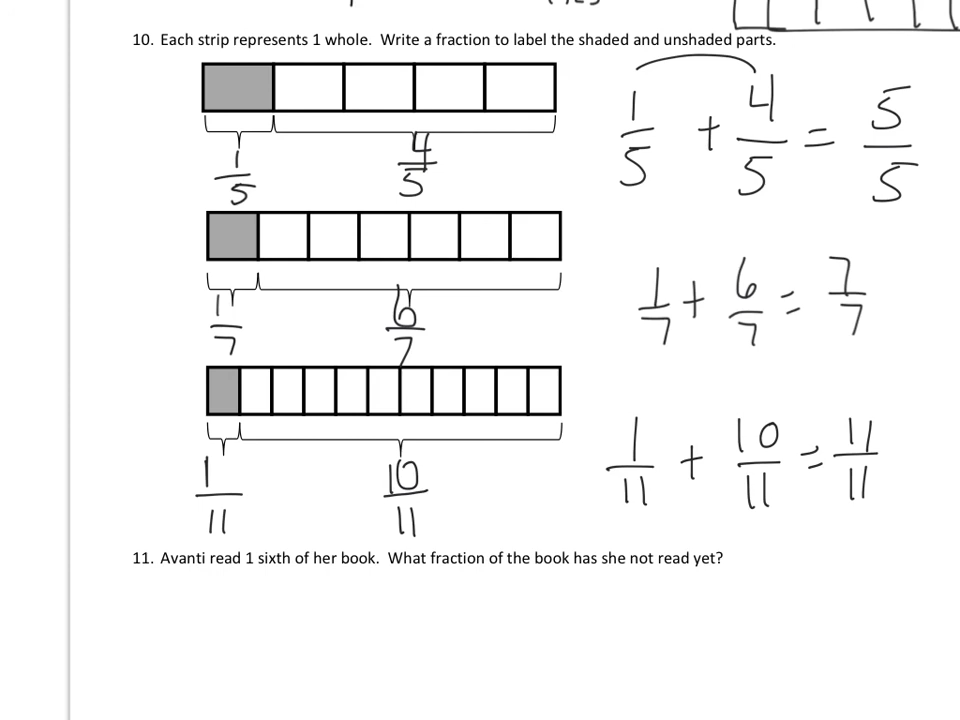 10. Each strip represents 1 whole. Write a fraction to label the shaded and unshaded parts.
1/5 4/5
1/5 + 4/5 = 5/5
1/7 6/7
1/7 + 6/7 = 7/7
1/11 10/11
1/11 + 10/11 = 11/11
11. Avanti read 1 sixth of her book. What fraction of the book has she not read yet?